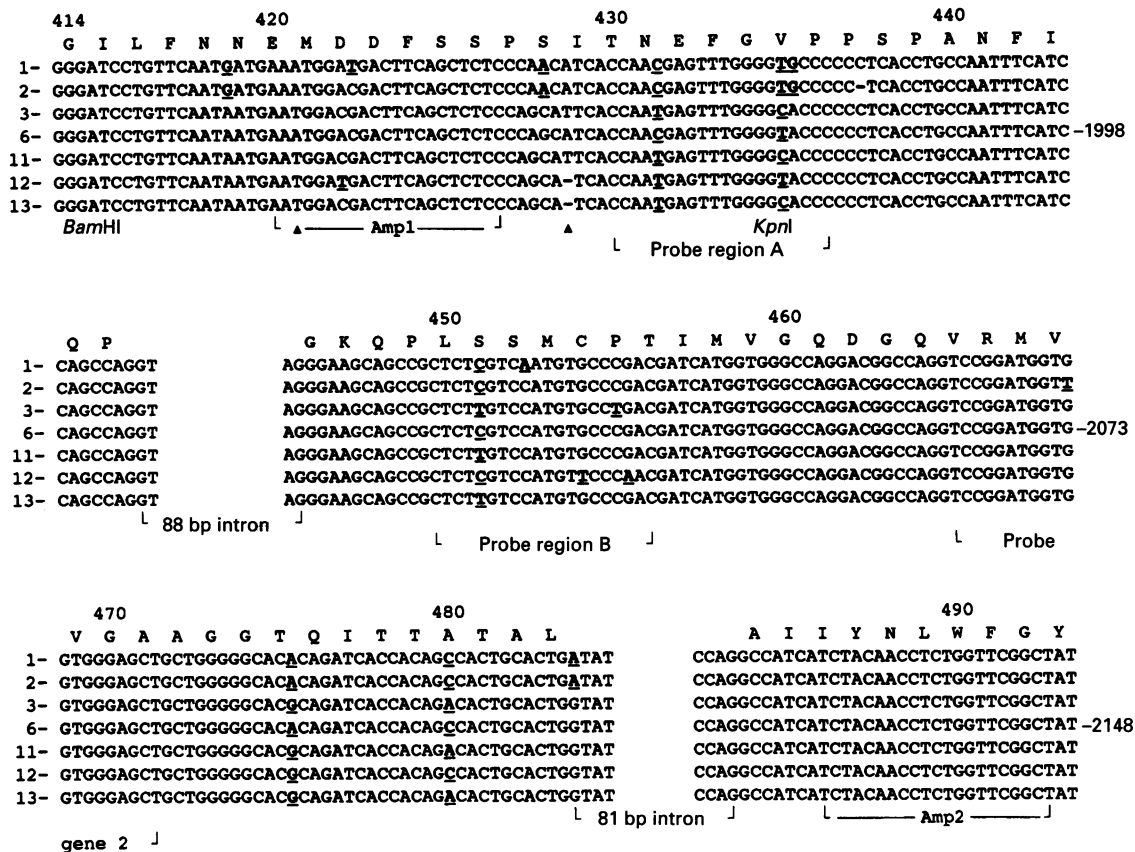 414 420 430 440
G I L F N N E M D D F S S P S I T N E F G V P P S P A N F I
1- GGGATCCTGTTCAATGATGAAATGGATGACTTCAGCTCTCCCAACATCACCAACGAGTTTGGGGTGCCCCCCTCACCTGCCAATTTCATC
2- GGGATCCTGTTCAATGATGAAATGGACGACTTCAGCTCTCCCAACATCACCAACGAGTTTGGGGTGCCCCC-TCACCTGCCAATTTCATC
3- GGGATCCTGTTCAATAATGAAATGGACGACTTCAGCTCTCCCAGCATCACCAATGAGTTTGGGGCACCCCCCTCACCTGCCAATTTCATC
6- GGGATCCTGTTCAATAATGAAATGGACGACTTCAGCTCTCCCAGCATCACCAACGAGTTTGGGGTACCCCCCTCACCTGCCAATTTCATC -1998
11- GGGATCCTGTTCAATAATGAATGGACGACTTCAGCTCTCCCAGCATTCACCAATGAGTTTGGGGCACCCCCCTCACCTGCCAATTTCATC
12- GGGATCCTGTTCAATAATGAATGGATGACTTCAGCTCTCCCAGCA-TCACCAATGAGTTTGGGGTACCCCCCTCACCTGCCAATTTCATC
13- GGGATCCTGTTCAATAATGAATGGACGACTTCAGCTCTCCCAGCA-TCACCAATGAGTTTGGGGCACCCCCCTCACCTGCCAATTTCATC
BamHI Amp1 KpnI
Probe region A
450 460
Q P G K Q P L S S M C P T I M V G Q D G Q V R M V
1- CAGCCAGGT AGGGAAGCAGCCGCTCTCGTCAATGTGCCCGACGATCATGGTGGGCCAGGACGGCCAGGTCCGGATGGTG
2- CAGCCAGGT AGGGAAGCAGCCGCTCTCGTCCATGTGCCCGACGATCATGGTGGGCCAGGACGGCCAGGTCCGGATGGTT
3- CAGCCAGGT AGGGAAGCAGCCGCTCTTGTCCATGTGCCTGACGATCATGGTGGGCCAGGACGGCCAGGTCCGGATGGTG
6- CAGCCAGGT AGGGAAGCAGCCGCTCTCGTCCATGTGCCCGACGATCATGGTGGGCCAGGACGGCCAGGTCCGGATGGTG -2073
11- CAGCCAGGT AGGGAAGCAGCCGCTCTTGTCCATGTGCCCGACGATCATGGTGGGCCAGGACGGCCAGGTCCGGATGGTG
12- CAGCCAGGT AGGGAAGCAGCCGCTCTCGTCCATGTTCCCAACGATCATGGTGGGCCAGGACGGCCAGGTCCGGATGGTG
13- CAGCCAGGT AGGGAAGCAGCCGCTCTTGTCCATGTGCCCGACGATCATGGTGGGCCAGGACGGCCAGGTCCGGATGGTG
88 bp intron Probe region B Probe
470 480 490
V G A A G G T Q I T T A T A L A I I Y N L W F G Y
1- GTGGGAGCTGCTGGGGGCACACAGATCACCACAGCCACTGCACTGATAT CCAGGCCATCATCTACAACCTCTGGTTCGGCTAT
2- GTGGGAGCTGCTGGGGGCACACAGATCACCACAGCCACTGCACTGATAT CCAGGCCATCATCTACAACCTCTGGTTCGGCTAT
3- GTGGGAGCTGCTGGGGGCACGCAGATCACCACAGACACTGCACTGGTAT CCAGGCCATCATCTACAACCTCTGGTTCGGCTAT
6- GTGGGAGCTGCTGGGGGCACACAGATCACCACAGCCACTGCACTGGTAT CCAGGCCATCATCTACAACCTCTGGTTCGGCTAT -2148
11- GTGGGAGCTGCTGGGGGCACGCAGATCACCACAGACACTGCACTGGTAT CCAGGCCATCATCTACAACCTCTGGTTCGGCTAT
12- GTGGGAGCTGCTGGGGGCACGCAGATCACCACAGCCACTGCACTGGTAT CCAGGCCATCATCTACAACCTCTGGTTCGGCTAT
13- GTGGGAGCTGCTGGGGGCACGCAGATCACCACAGACACTGCACTGGTAT CCAGGCCATCATCTACAACCTCTGGTTCGGCTAT
81 bp intron Amp2
gene 2